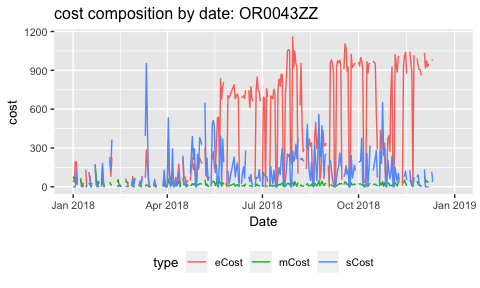 cost composition by date: OR0043ZZ
1200
900
600
300
0
cost
Jan 2018 Apr 2018 Jul 2018 Oct 2018 Jan 2019
Date
type eCost mCost sCost